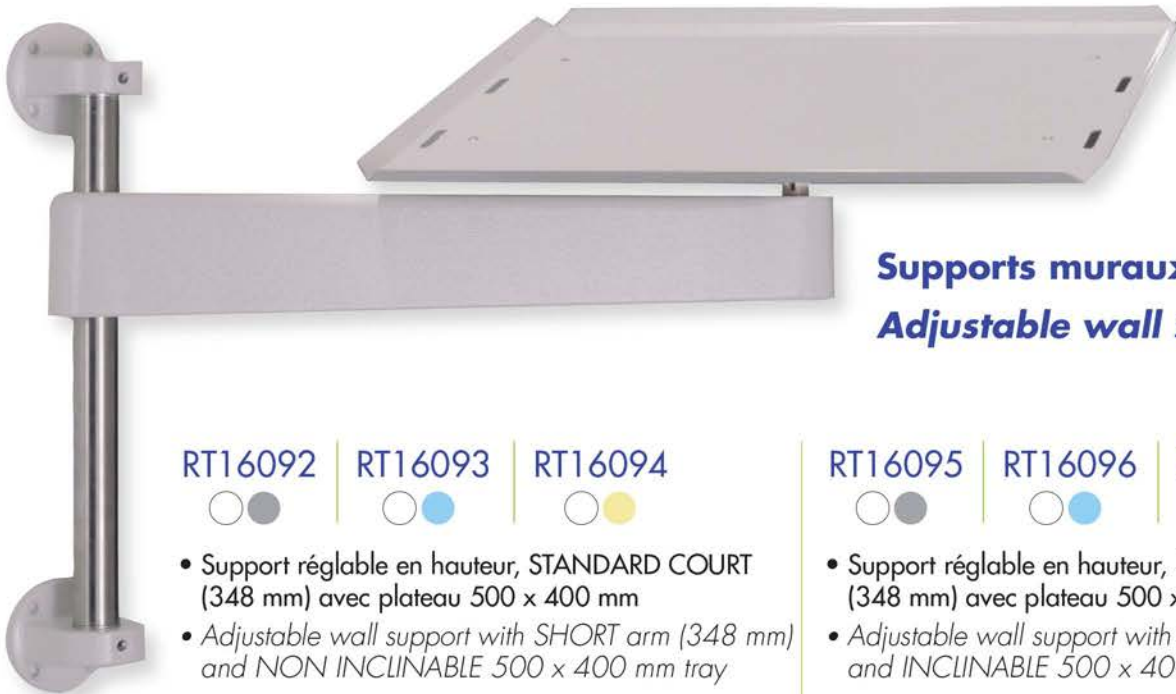 Supports muraux
Adjustable wall
RT16092 RT16093 RT16094
• Support réglable en hauteur, STANDARD COURT
(348 mm) avec plateau 500 x 400 mm
• Adjustable wall support with SHORT arm (348 mm)
and NON INCLINABLE 500 x 400 mm tray
RT16095 RT16096
• Support réglable en hauteur,
(348 mm) avec plateau 500 x
• Adjustable wall support with
and INCLINABLE 500 x 40